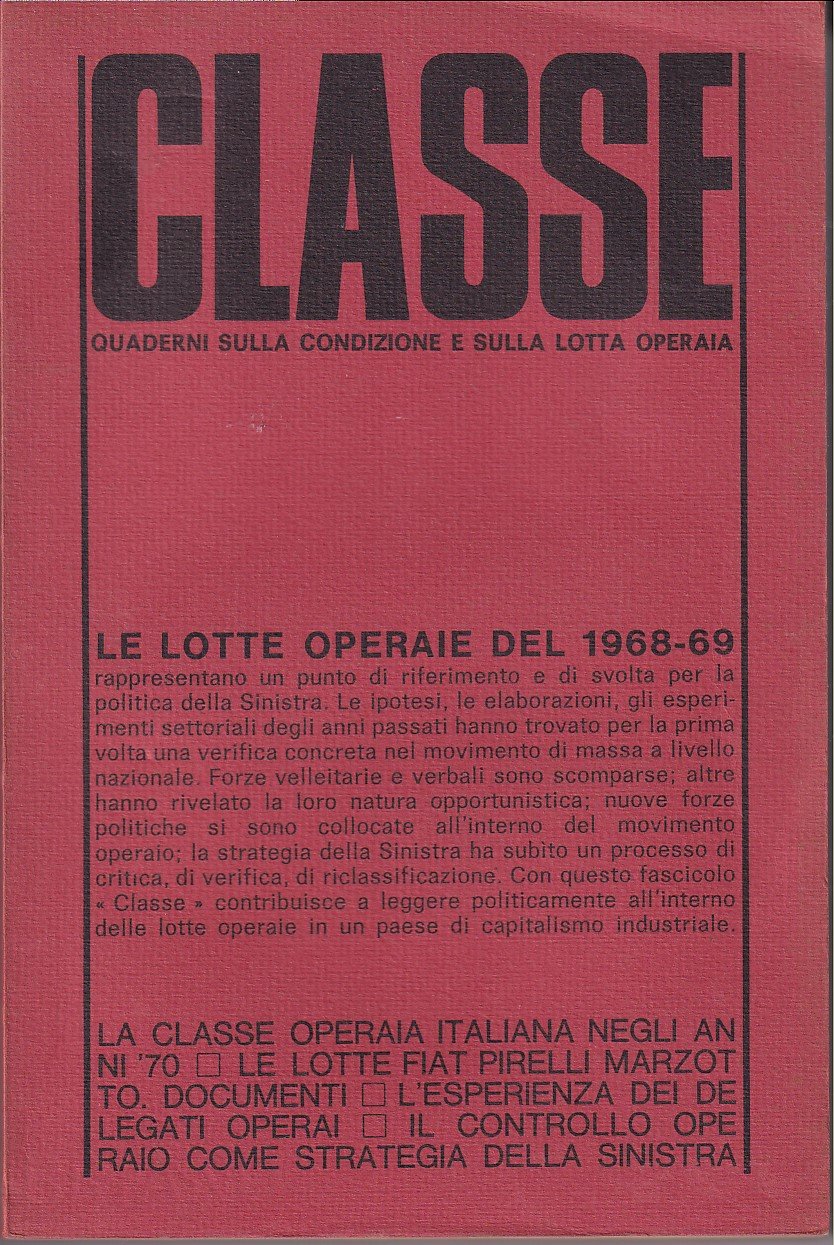 CLASSE
QUADERNI SULLA CONDIZIONE E SULLA LOTTA OPERAIA
LE LOTTE OPERAIE DEL 1968-69
rappresentano un punto di riferimento e di svolta per la
politica della Sinistra. Le ipotesi, le elaborazioni, gli esperi-
menti settoriali degli anni passati hanno trovato per la prima
volta una verifica concreta nel movimento di massa a livello
nazionale. Forze velleitarie e verbali sono scomparse; altre
hanno rivelato la loro natura opportunistica; nuove forze
politiche si sono collocate all'interno del movimento
operaio; la strategia della Sinistra ha subito un processo di
critica, di verifica, di riclassificazione. Con questo fascicolo
« Classe » contribuisce a leggere politicamente all'interno
delle lotte operaie in un paese di capitalismo industriale.
LA CLASSE OPERAIA ITALIANA NEGLI AN
NI '70 □ LE LOTTE FIAT PIRELLI MARZOT
TO. DOCUMENTI □ L'ESPERIENZA DEI DE
LEGATI OPERAI □ IL CONTROLLO OPE
RAIO COME STRATEGIA DELLA SINISTRA